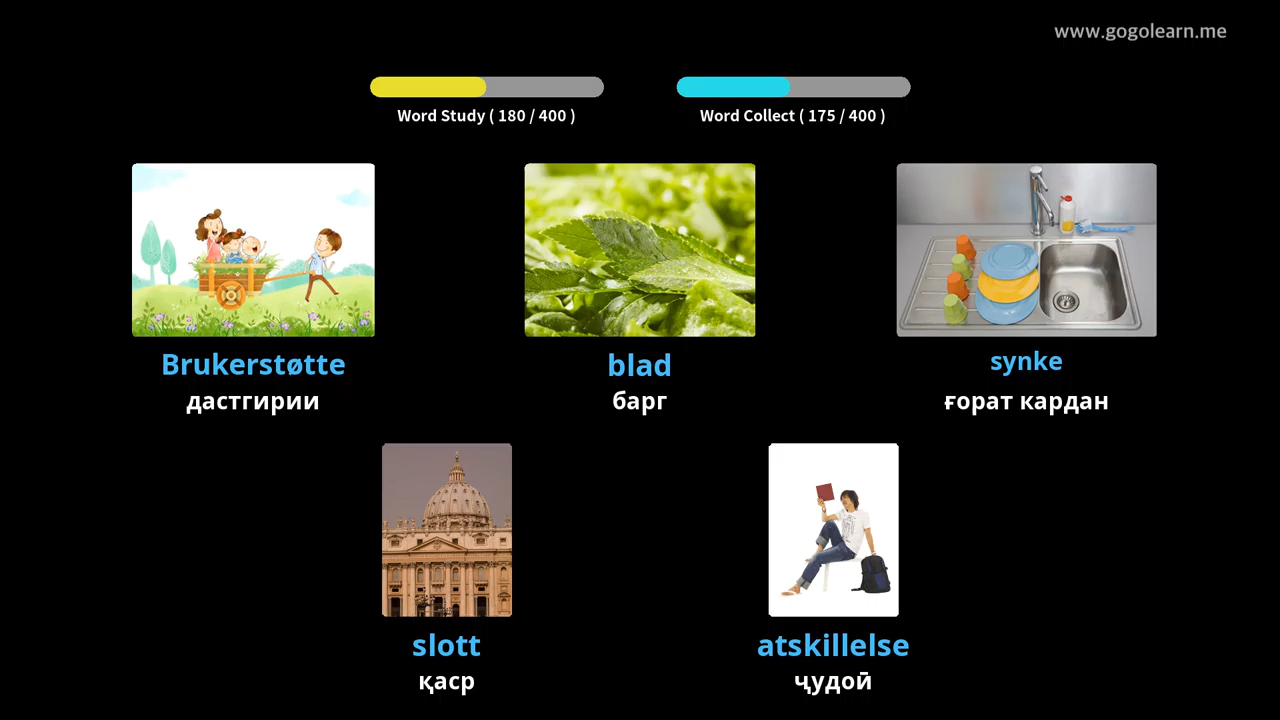 www.gogolearn.me
Word Study ( 180 / 400 )
Word Collect ( 175 / 400 )
Brukerstøtte
дастгирии
blad
барг
synke
ғорат кардан
slott
қаср
atskillelse
ҷудоӣ